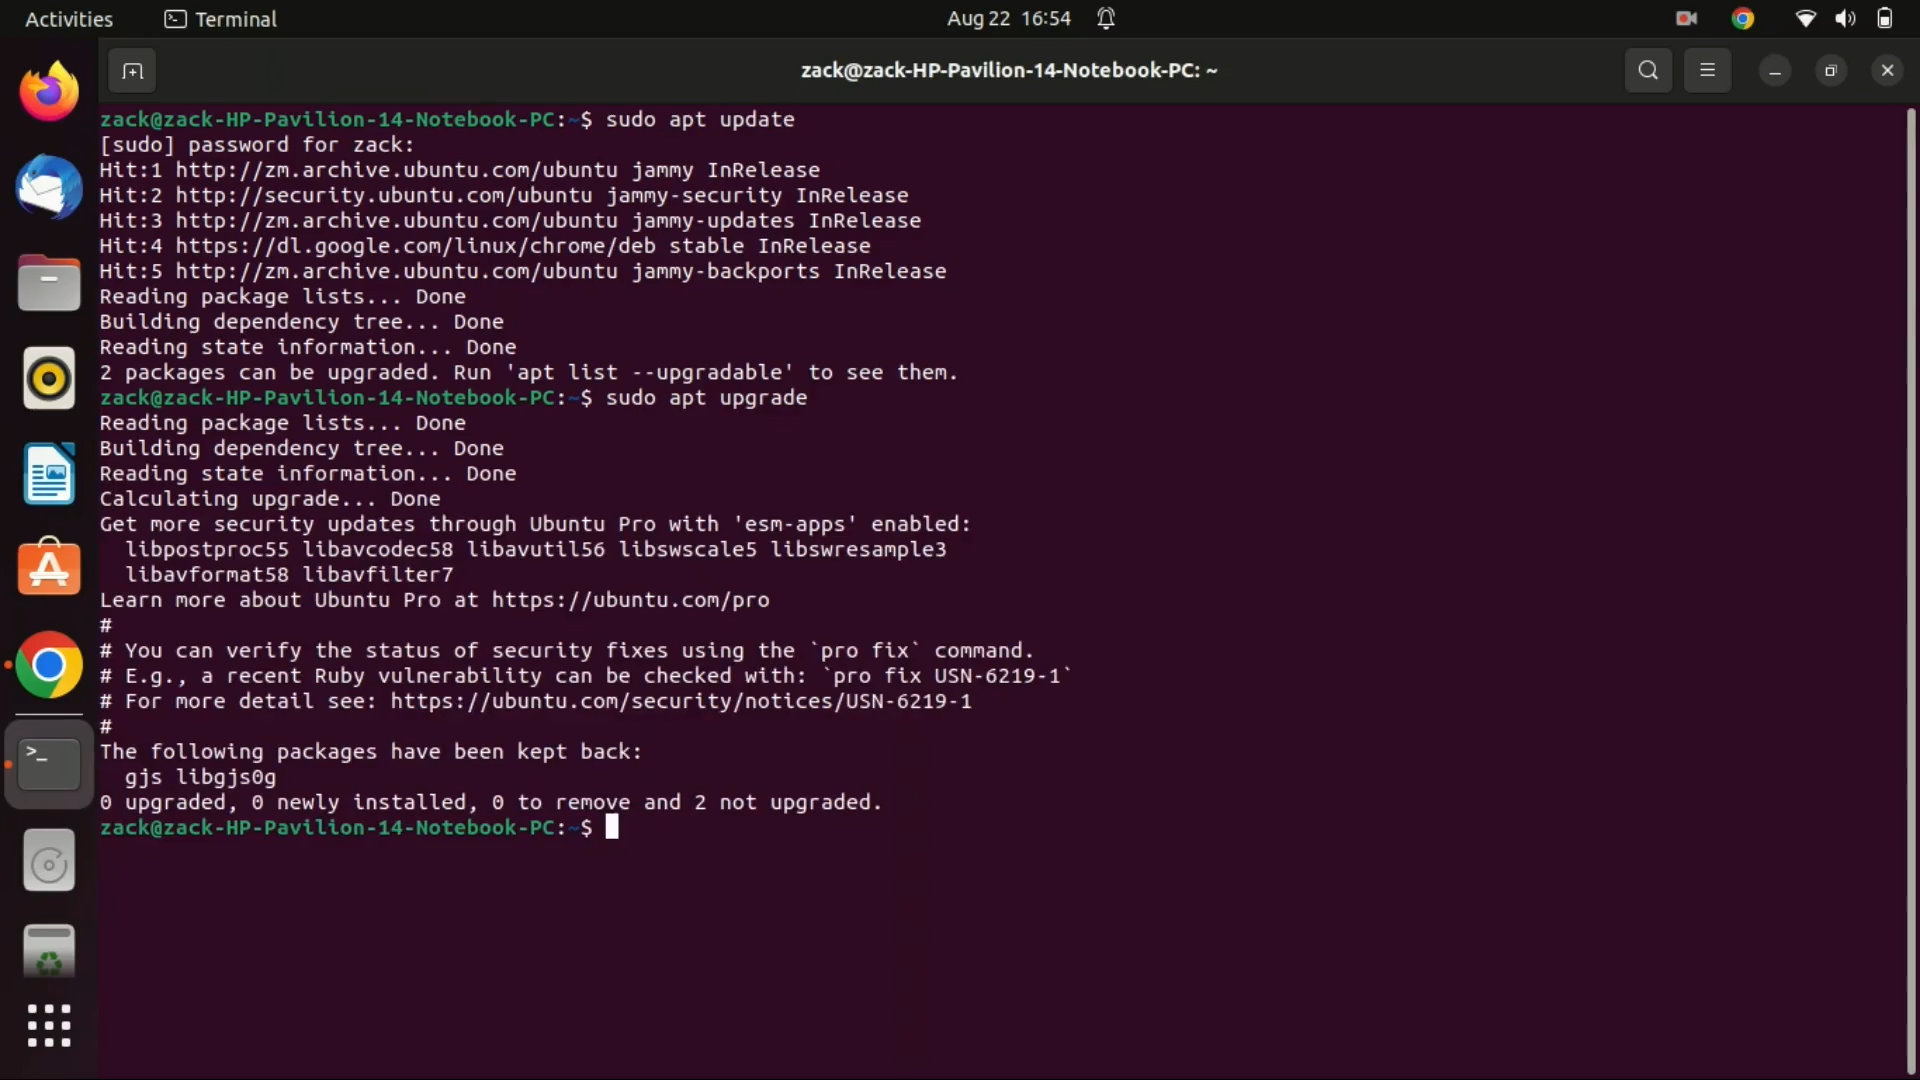 Activities Terminal Aug 22 16:54
zack@zack-HP-Pavilion-14-Notebook-PC: ~
zack@zack-HP-Pavilion-14-Notebook-PC:~$ sudo apt update
[sudo] password for zack:
Hit:1 http://zm.archive.ubuntu.com/ubuntu jammy InRelease
Hit:2 http://security.ubuntu.com/ubuntu jammy-security InRelease
Hit:3 http://zm.archive.ubuntu.com/ubuntu jammy-updates InRelease
Hit:4 https://dl.google.com/linux/chrome/deb stable InRelease
Hit:5 http://zm.archive.ubuntu.com/ubuntu jammy-backports InRelease
Reading package lists... Done
Building dependency tree... Done
Reading state information... Done
2 packages can be upgraded. Run 'apt list --upgradable' to see them.
zack@zack-HP-Pavilion-14-Notebook-PC:~$ sudo apt upgrade
Reading package lists... Done
Building dependency tree... Done
Reading state information... Done
Calculating upgrade... Done
Get more security updates through Ubuntu Pro with 'esm-apps' enabled:
  libpostproc55 libavcodec58 libavutil56 libswscale5 libswresample3
  libavformat58 libavfilter7
Learn more about Ubuntu Pro at https://ubuntu.com/pro
#
# You can verify the status of security fixes using the `pro fix` command.
# E.g., a recent Ruby vulnerability can be checked with: `pro fix USN-6219-1`
# For more detail see: https://ubuntu.com/security/notices/USN-6219-1
#
The following packages have been kept back:
  gjs libgjs0g
0 upgraded, 0 newly installed, 0 to remove and 2 not upgraded.
zack@zack-HP-Pavilion-14-Notebook-PC:~$